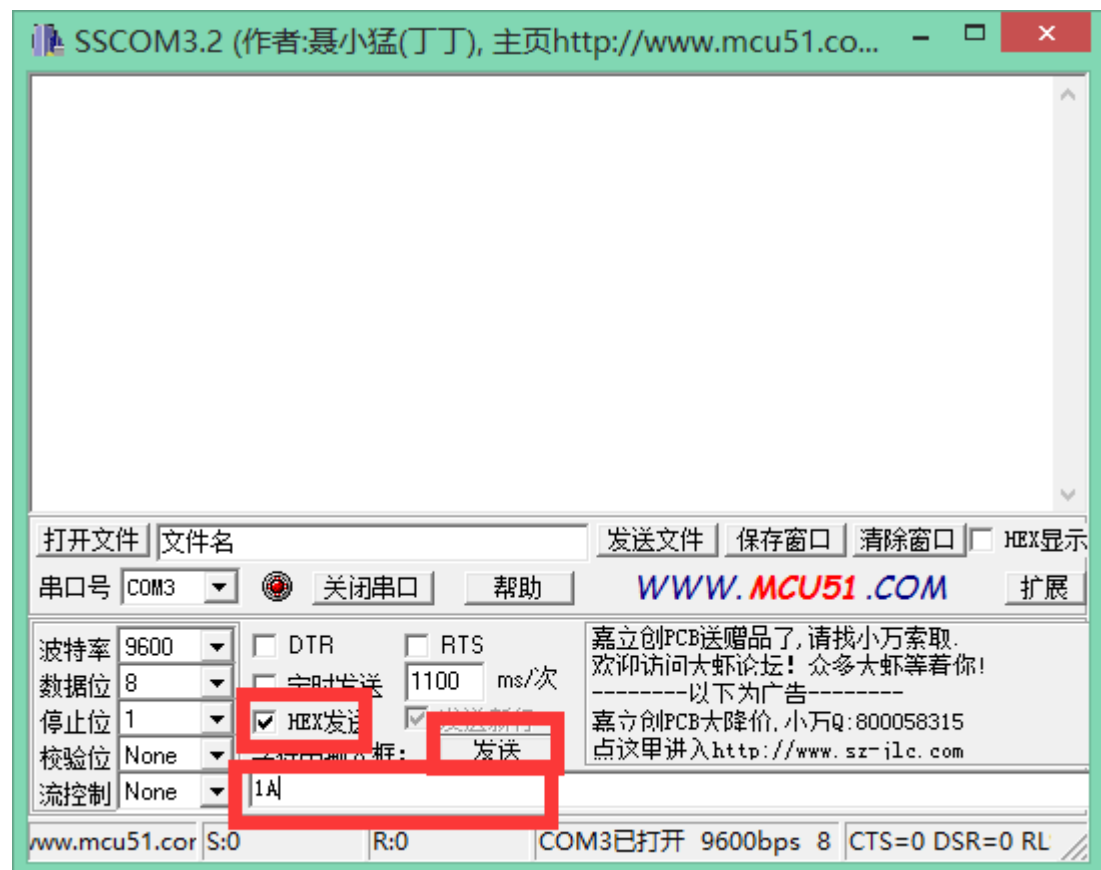 SSCOM3.2 (作者:聂小猛(丁丁), 主页http://www.mcu51.co...
打开文件 文件名 发送文件 保存窗口 清除窗口 HEX显示
串口号 COM3 关闭串口 帮助 WWW.MCU51.COM 扩展
波特率 9600 DTR RTS 嘉立创PCB送赠品了,请找小万索取.
数据位 8 定时发送 1100 ms/次 欢迎访问大虾论坛!众多大虾等着你!
--------以下为广告--------
停止位 1 HEX发送 发送新行 嘉立创PCB大降价,小万Q:800058315
校验位 None 发送 点这里进入http://www.sz-jlc.com
流控制 None 1A
www.mcu51.cor S:0 R:0 COM3已打开 9600bps 8 CTS=0 DSR=0 RL